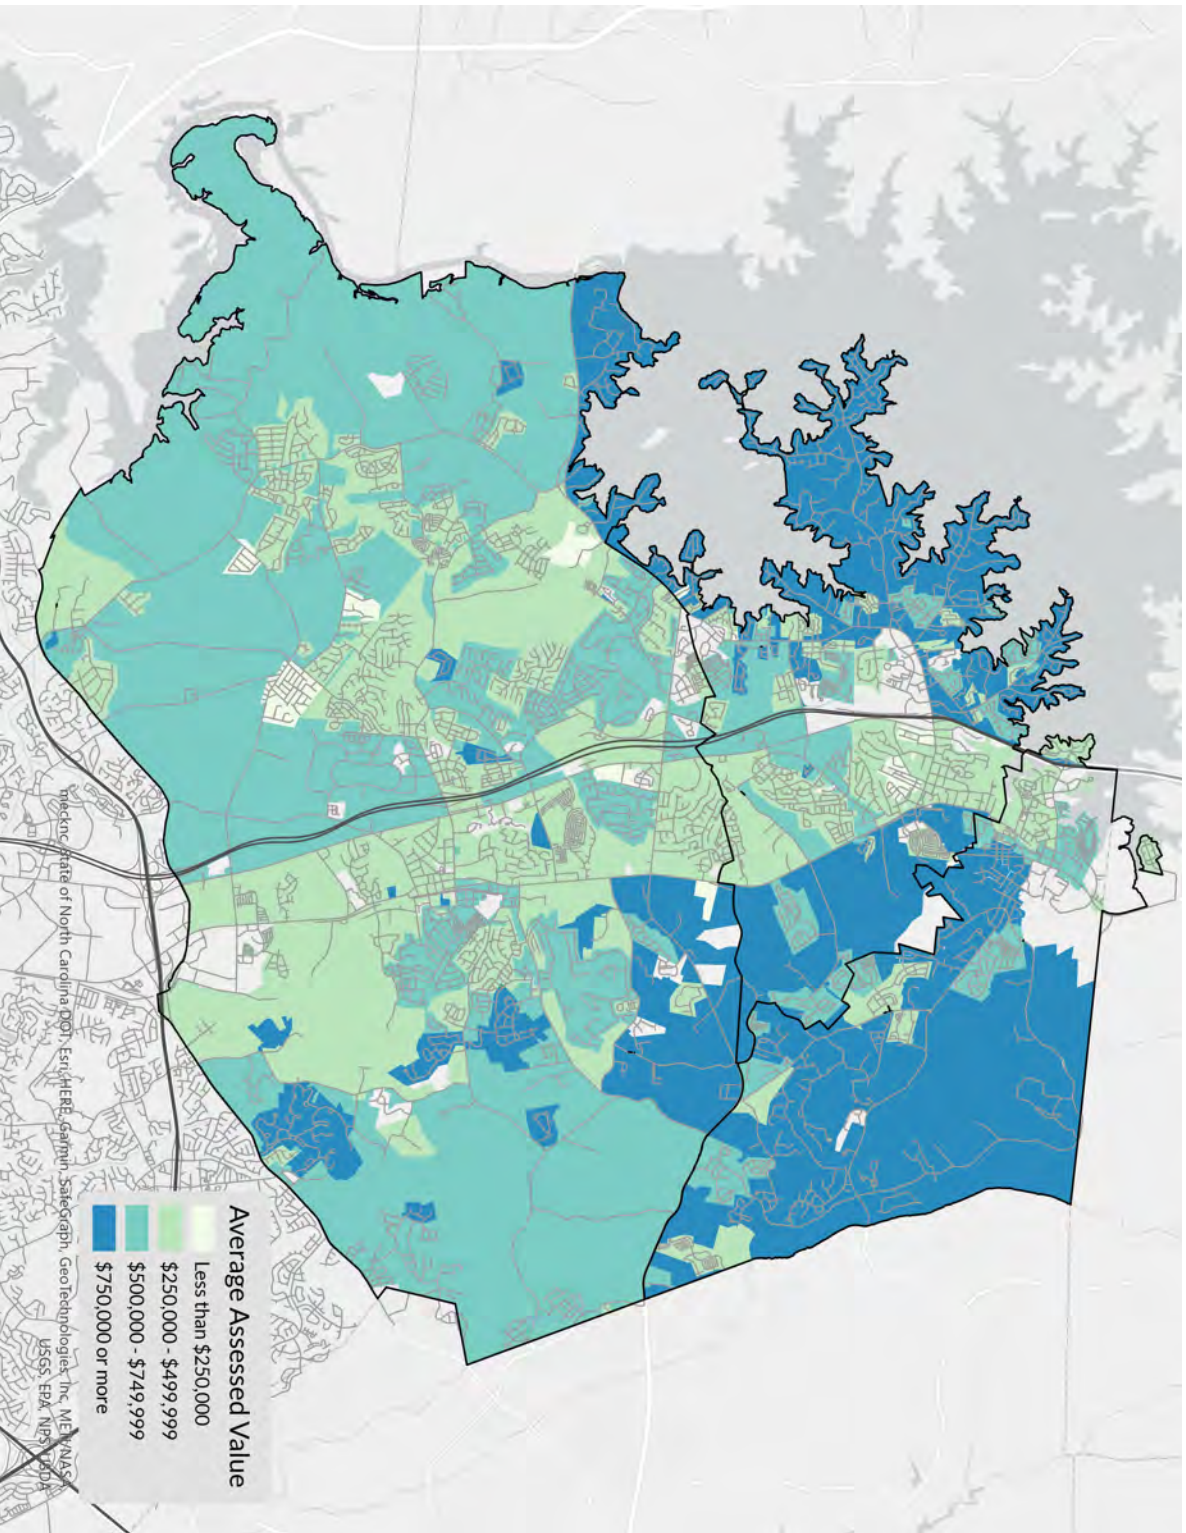 Average Assessed Value
Less than $250,000
$250,000 - $499,999
$500,000 - $749,999
$750,000 or more
mecknc, State of North Carolina DOT, Esri, HERE, Garmin, SafeGraph, GeoTechnologies, Inc, METI/NASA,
USGS, EPA, NPS, USDA